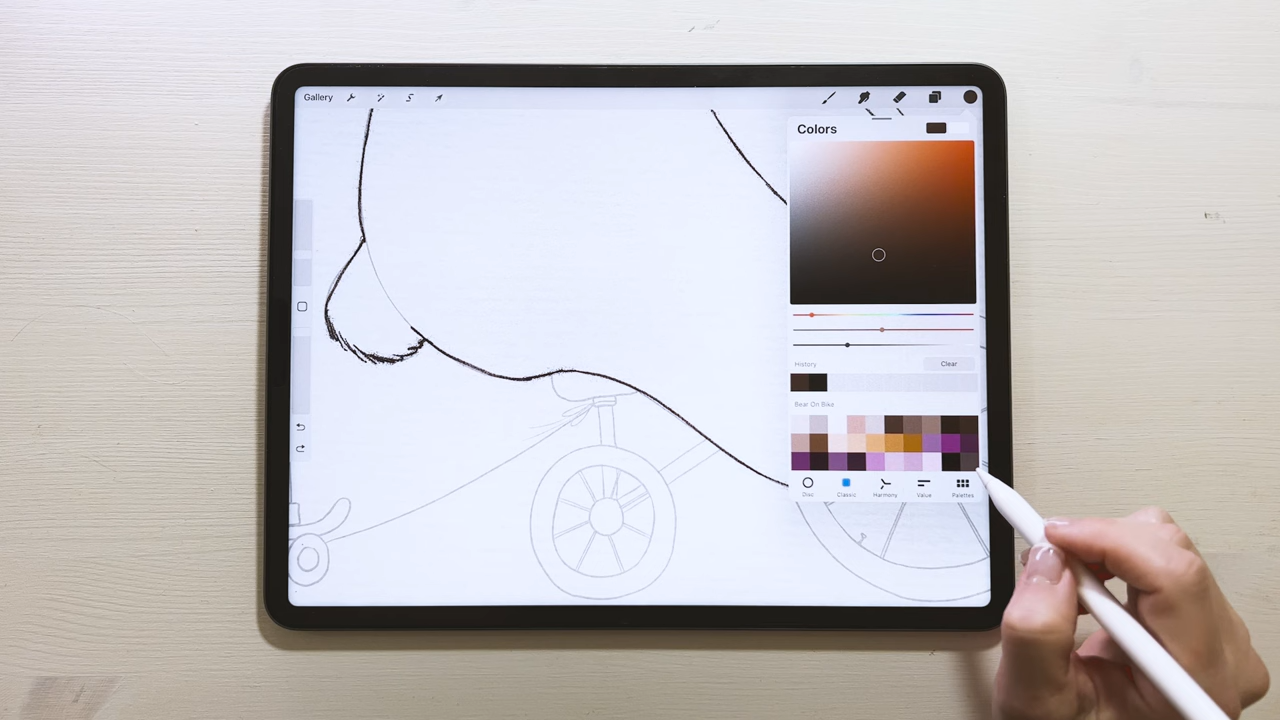 Gallery
Colors
History Clear
Bear On Bike
Disc Classic Harmony Value Palettes